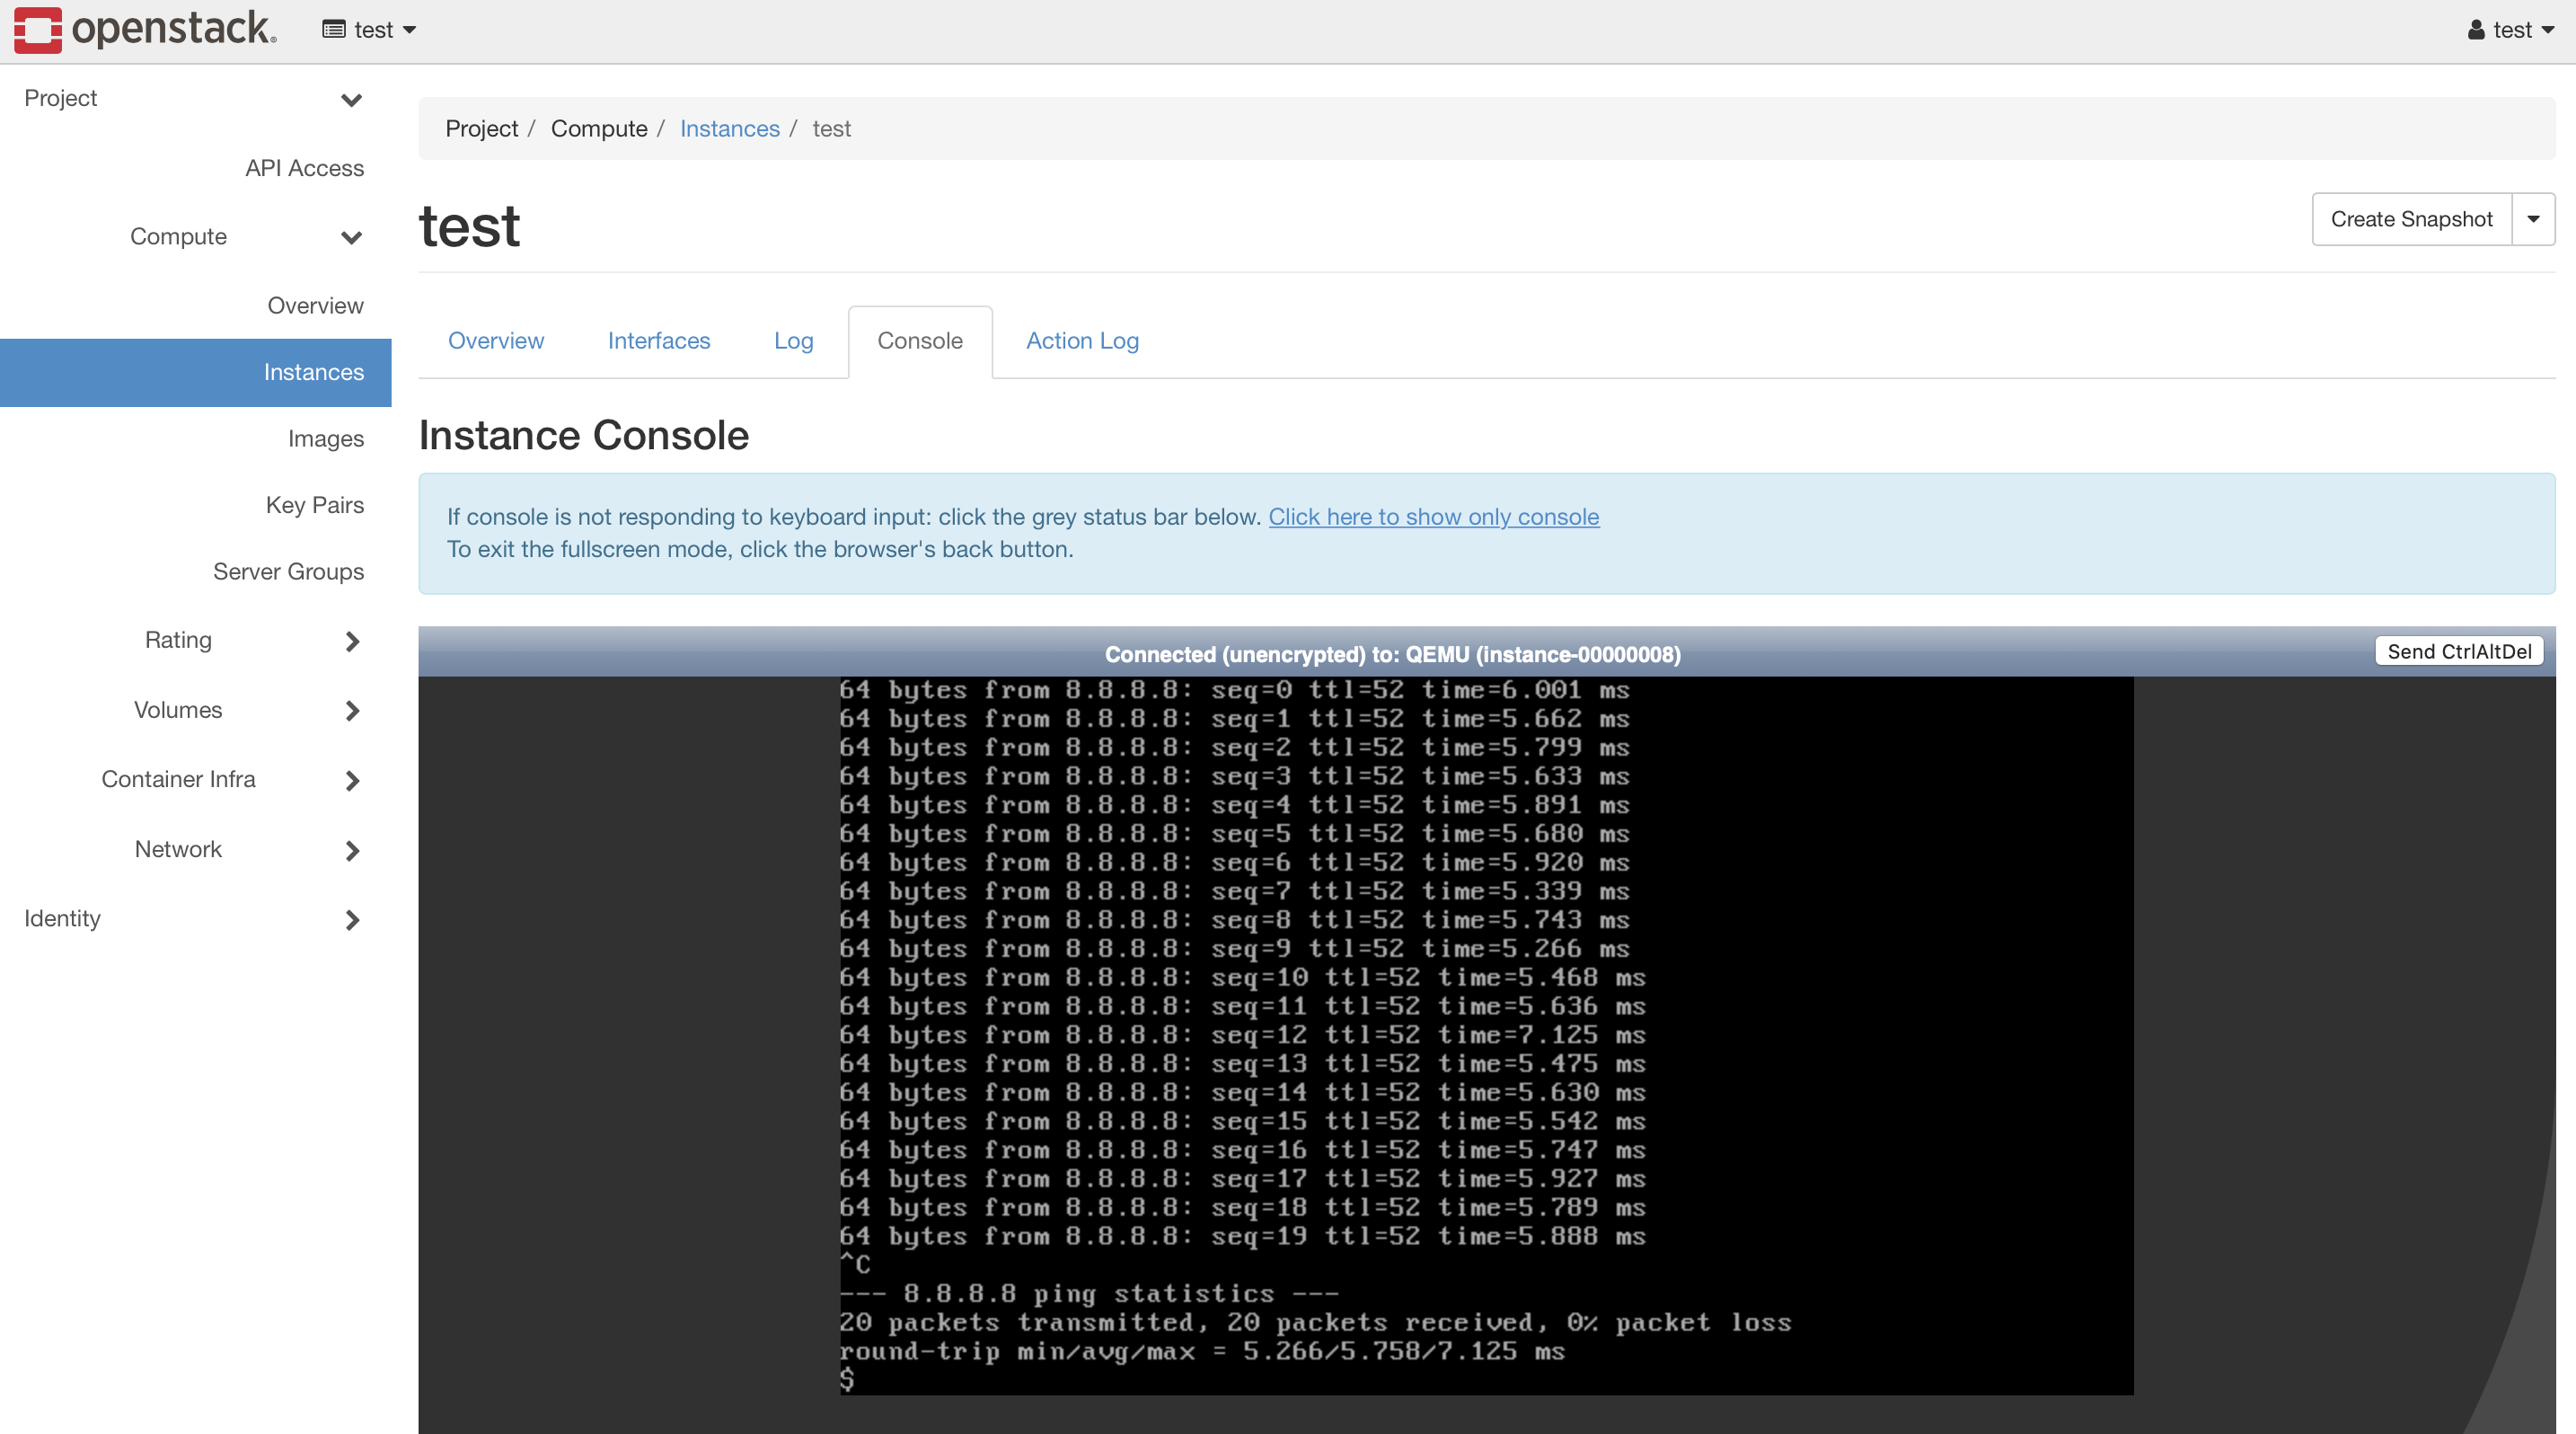 openstack.
test
test
Project
API Access
Compute
Overview
Instances
Images
Key Pairs
Server Groups
Rating
Volumes
Container Infra
Network
Identity
Project / Compute / Instances / test
test
Create Snapshot
Overview Interfaces Log Console Action Log
Instance Console
If console is not responding to keyboard input: click the grey status bar below. Click here to show only console
To exit the fullscreen mode, click the browser's back button.
Connected (unencrypted) to: QEMU (instance-00000008)
Send CtrlAltDel
64 bytes from 8.8.8.8: seq=0 ttl=52 time=6.001 ms
64 bytes from 8.8.8.8: seq=1 ttl=52 time=5.662 ms
64 bytes from 8.8.8.8: seq=2 ttl=52 time=5.799 ms
64 bytes from 8.8.8.8: seq=3 ttl=52 time=5.633 ms
64 bytes from 8.8.8.8: seq=4 ttl=52 time=5.891 ms
64 bytes from 8.8.8.8: seq=5 ttl=52 time=5.680 ms
64 bytes from 8.8.8.8: seq=6 ttl=52 time=5.920 ms
64 bytes from 8.8.8.8: seq=7 ttl=52 time=5.339 ms
64 bytes from 8.8.8.8: seq=8 ttl=52 time=5.743 ms
64 bytes from 8.8.8.8: seq=9 ttl=52 time=5.266 ms
64 bytes from 8.8.8.8: seq=10 ttl=52 time=5.468 ms
64 bytes from 8.8.8.8: seq=11 ttl=52 time=5.636 ms
64 bytes from 8.8.8.8: seq=12 ttl=52 time=7.125 ms
64 bytes from 8.8.8.8: seq=13 ttl=52 time=5.475 ms
64 bytes from 8.8.8.8: seq=14 ttl=52 time=5.630 ms
64 bytes from 8.8.8.8: seq=15 ttl=52 time=5.542 ms
64 bytes from 8.8.8.8: seq=16 ttl=52 time=5.747 ms
64 bytes from 8.8.8.8: seq=17 ttl=52 time=5.927 ms
64 bytes from 8.8.8.8: seq=18 ttl=52 time=5.789 ms
64 bytes from 8.8.8.8: seq=19 ttl=52 time=5.888 ms
^C
--- 8.8.8.8 ping statistics ---
20 packets transmitted, 20 packets received, 0% packet loss
round-trip min/avg/max = 5.266/5.758/7.125 ms
$